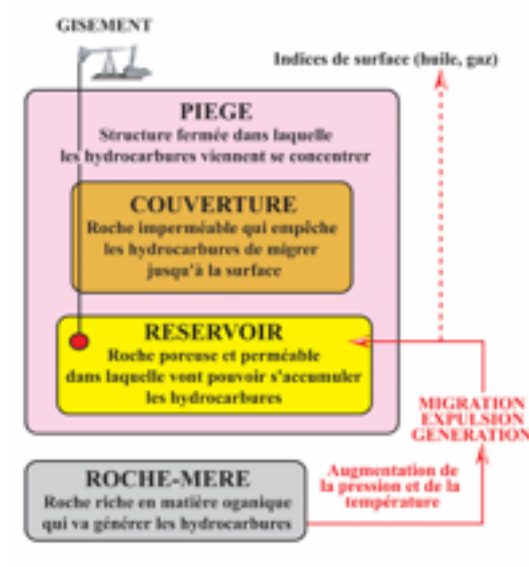 GISEMENT
Indices de surface (huile, gaz)
PIEGE
Structure fermée dans laquelle
les hydrocarbures viennent se concentrer
COUVERTURE
Roche imperméable qui empêche
les hydrocarbures de migrer
jusqu'à la surface
RESERVOIR
Roche poreuse et perméable
dans laquelle vont pouvoir s'accumuler
les hydrocarbures
MIGRATION
EXPULSION
GENERATION
ROCHE-MERE
Roche riche en matière oganique
qui va générer les hydrocarbures
Augmentation de
la pression et de la
température